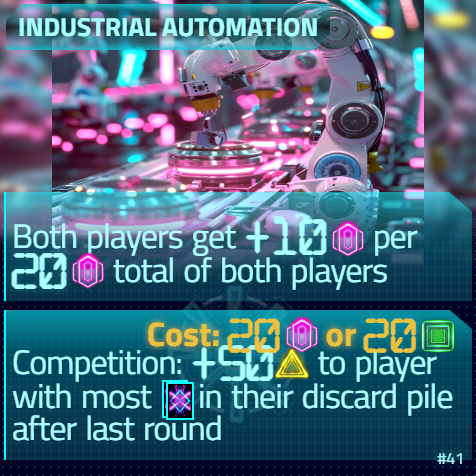 INDUSTRIAL AUTOMATION
Both players get +10 per
20 total of both players
Cost: 20 or 20
Competition: +50 to player
with most in their discard pile
after last round
#41